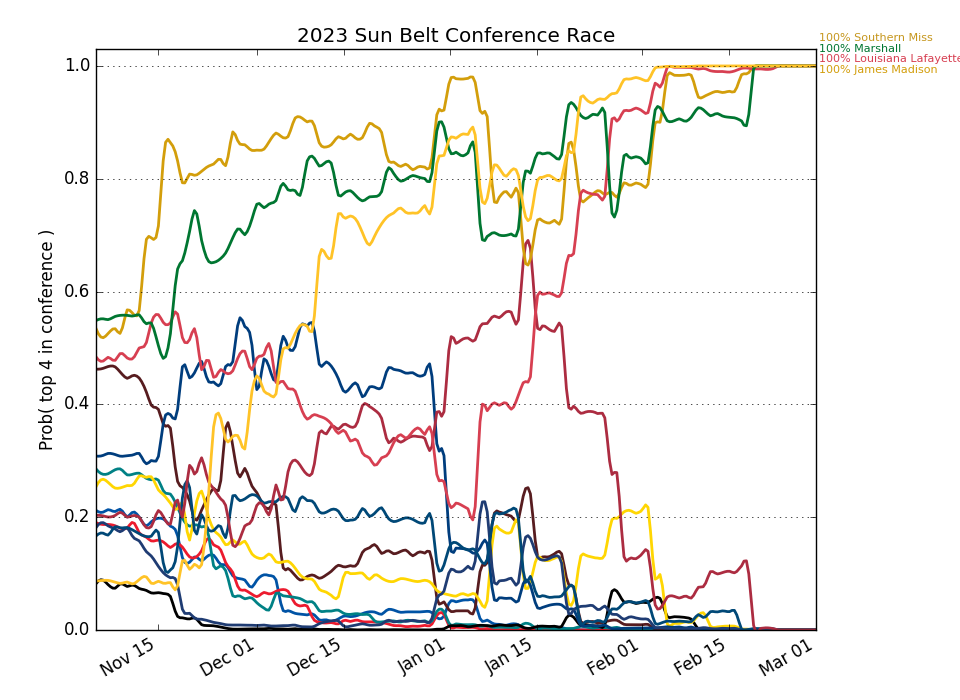 2023 Sun Belt Conference Race
100% Southern Miss
100% Marshall
100% Louisiana Lafayette
100% James Madison
Prob( top 4 in conference )
1.0
0.8
0.6
0.4
0.2
0.0
Nov 15
Dec 01
Dec 15
Jan 01
Jan 15
Feb 01
Feb 15
Mar 01